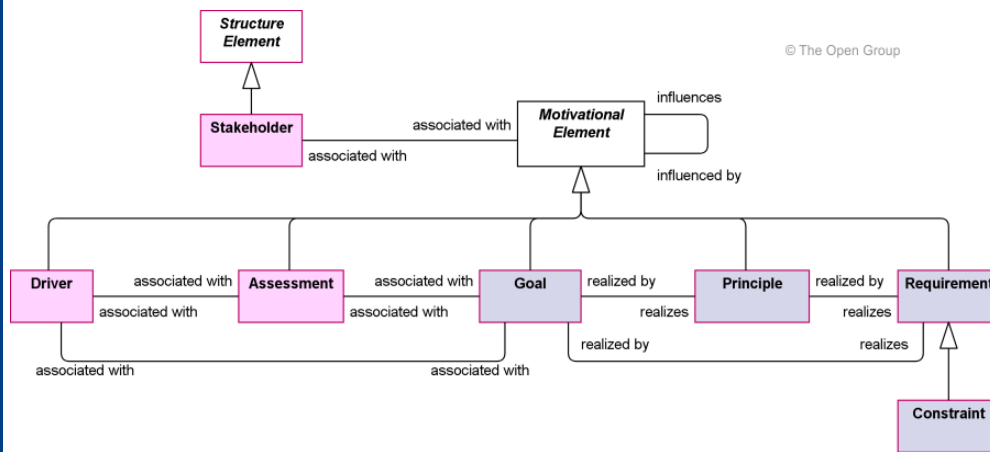 Structure
Element
© The Open Group
influences
Motivational
Element
Stakeholder
associated with
associated with
influenced by
Driver
associated with
Assessment
associated with
Goal
realized by
Principle
realized by
Requirement
associated with
associated with
realizes
realizes
realized by
realizes
associated with
associated with
Constraint